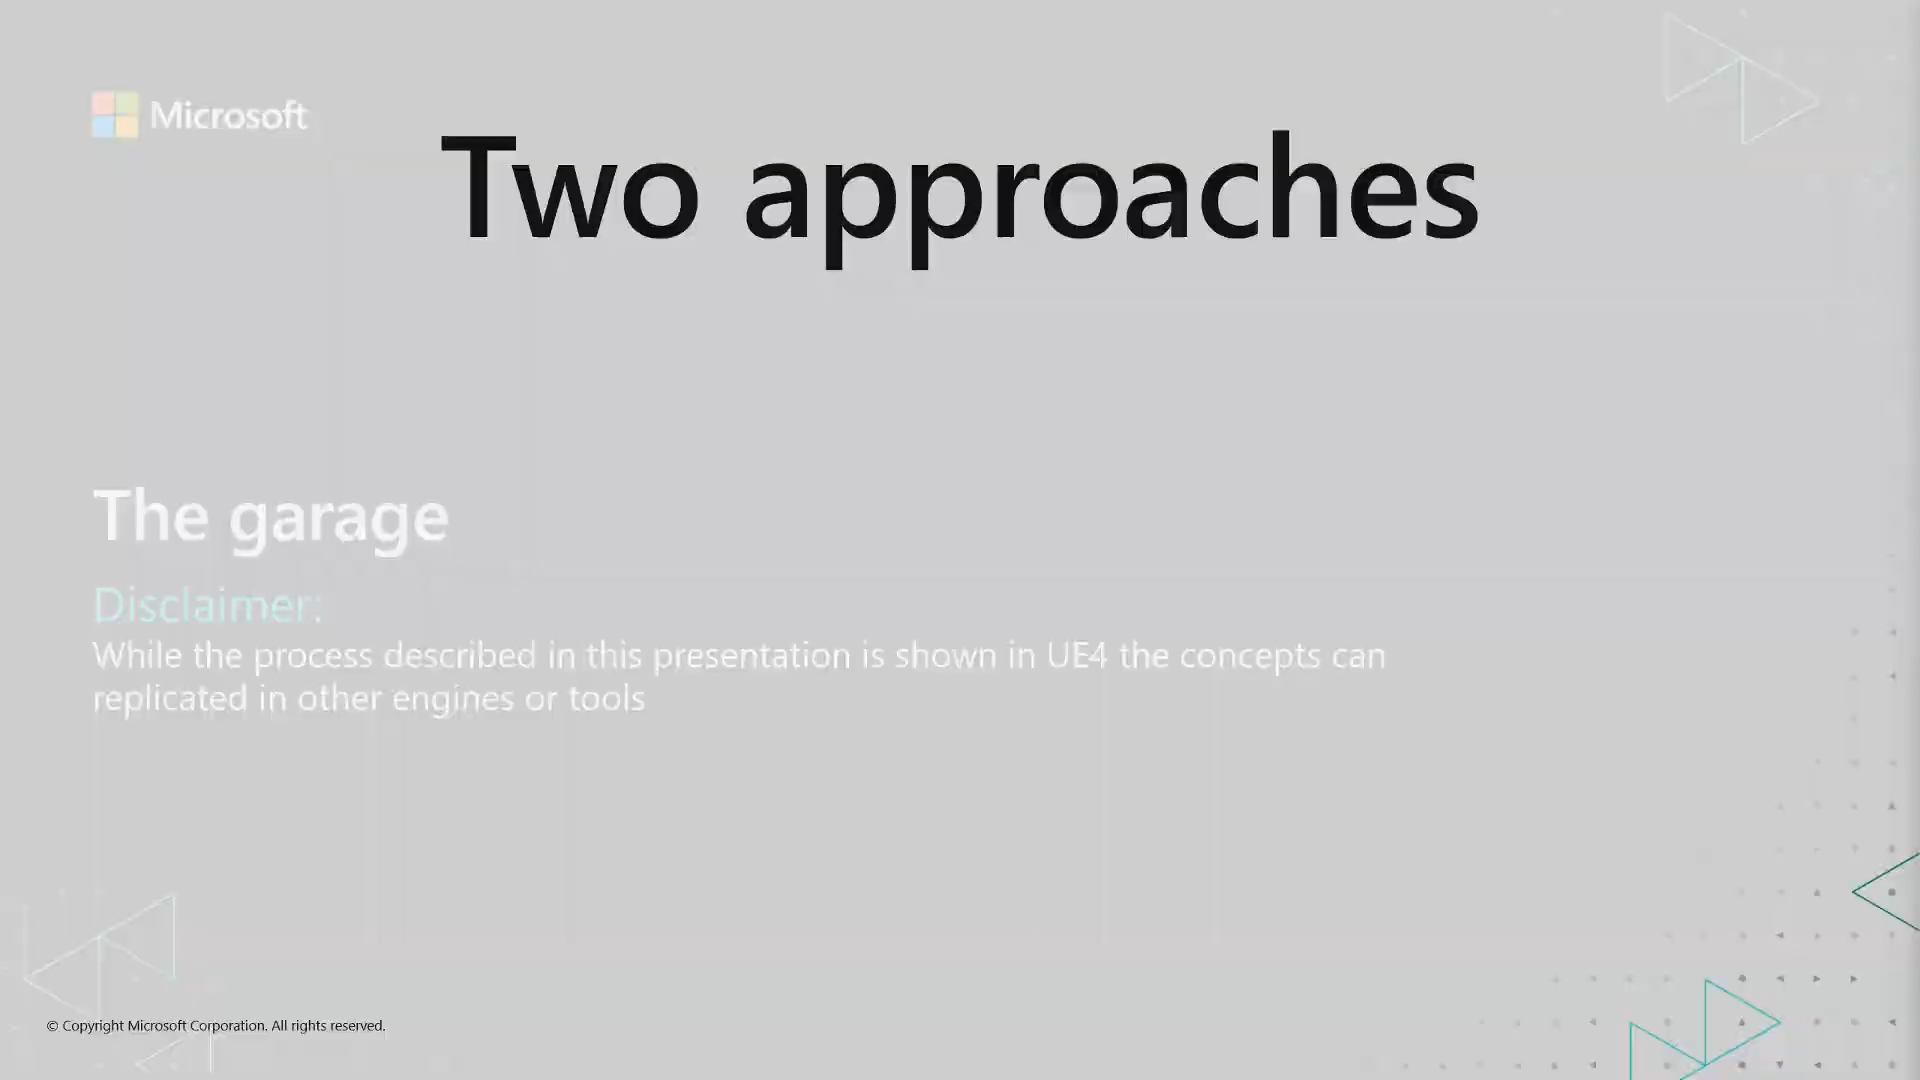 Microsoft
Two approaches
The garage
Disclaimer:
While the process described in this presentation is shown in UE4 the concepts can
replicated in other engines or tools
© Copyright Microsoft Corporation. All rights reserved.